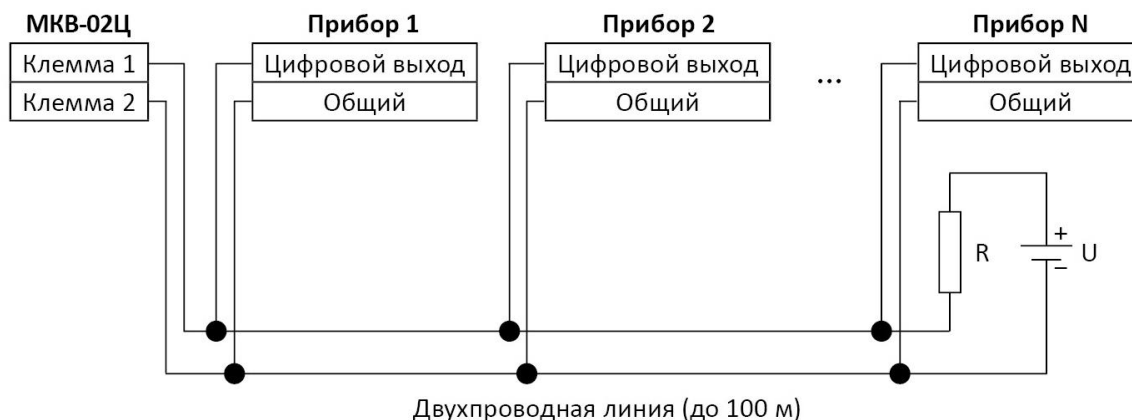 МКВ-02Ц
Клемма 1
Клемма 2
Прибор 1
Цифровой выход
Общий
Прибор 2
Цифровой выход
Общий
...
Прибор N
Цифровой выход
Общий
R
+
−
U
Двухпроводная линия (до 100 м)